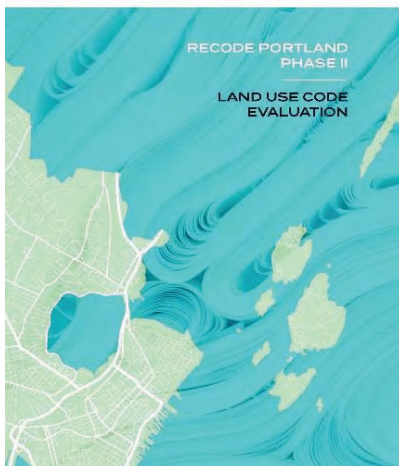 RECODE PORTLAND
PHASE II
LAND USE CODE
EVALUATION